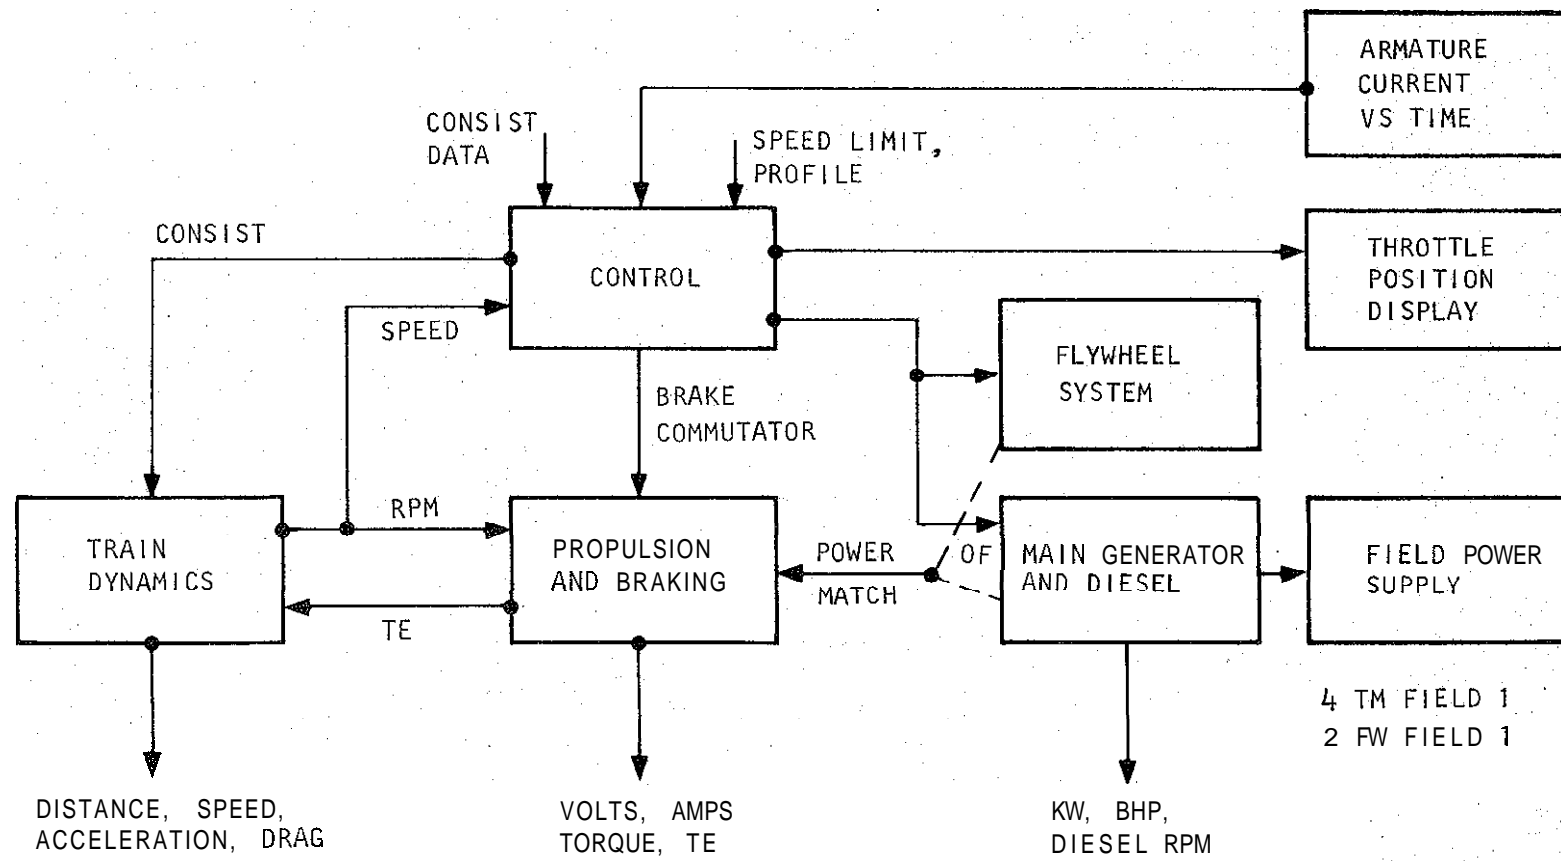 ARMATURE
CURRENT
VS TIME
CONSIST
DATA
SPEED LIMIT,
PROFILE
CONSIST
CONTROL
THROTTLE
POSITION
DISPLAY
SPEED
FLYWHEEL
SYSTEM
BRAKE
COMMUTATOR
RPM
TRAIN
DYNAMICS
PROPULSION
AND BRAKING
POWER
MATCH
OF
MAIN GENERATOR
AND DIESEL
FIELD POWER
SUPPLY
TE
4 TM FIELD 1
2 FW FIELD 1
DISTANCE, SPEED,
ACCELERATION, DRAG
VOLTS, AMPS
TORQUE, TE
KW, BHP,
DIESEL RPM